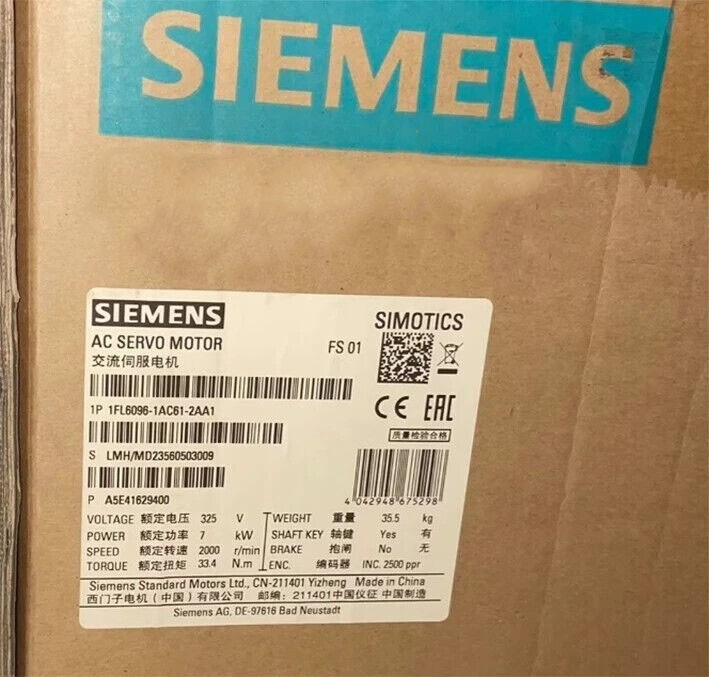 SIEMENS
SIEMENS
SIMOTICS
AC SERVO MOTOR
FS 01
交流伺服电机
CE EAC
1P 1FL6096-1AC61-2AA1
质量检验合格
S LMH/MD23560503009
4 042948 675298
P A5E41629400
VOLTAGE 额定电压 325 V WEIGHT 重量 35.5 kg
POWER 额定功率 7 kW SHAFT KEY 轴键 Yes 有
SPEED 额定转速 2000 r/min BRAKE 抱闸 No 无
TORQUE 额定扭矩 33.4 N.m ENC. 编码器 INC. 2500 ppr
Siemens Standard Motors Ltd., CN-211401 Yizheng Made in China
西门子电机（中国）有限公司 邮编：211401中国仪征 中国制造
Siemens AG, DE-97616 Bad Neustadt